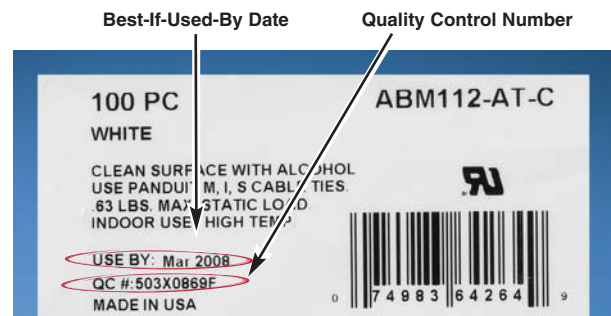 Best-If-Used-By Date Quality Control Number
100 PC ABM112-AT-C
WHITE
CLEAN SURFACE WITH ALCOHOL
USE PANDUIT M, I, S CABLE TIES.
.63 LBS. MAX STATIC LOAD.
INDOOR USE HIGH TEMP
USE BY: Mar 2008
QC #:503X0869F
MADE IN USA
0 74983 64264 9